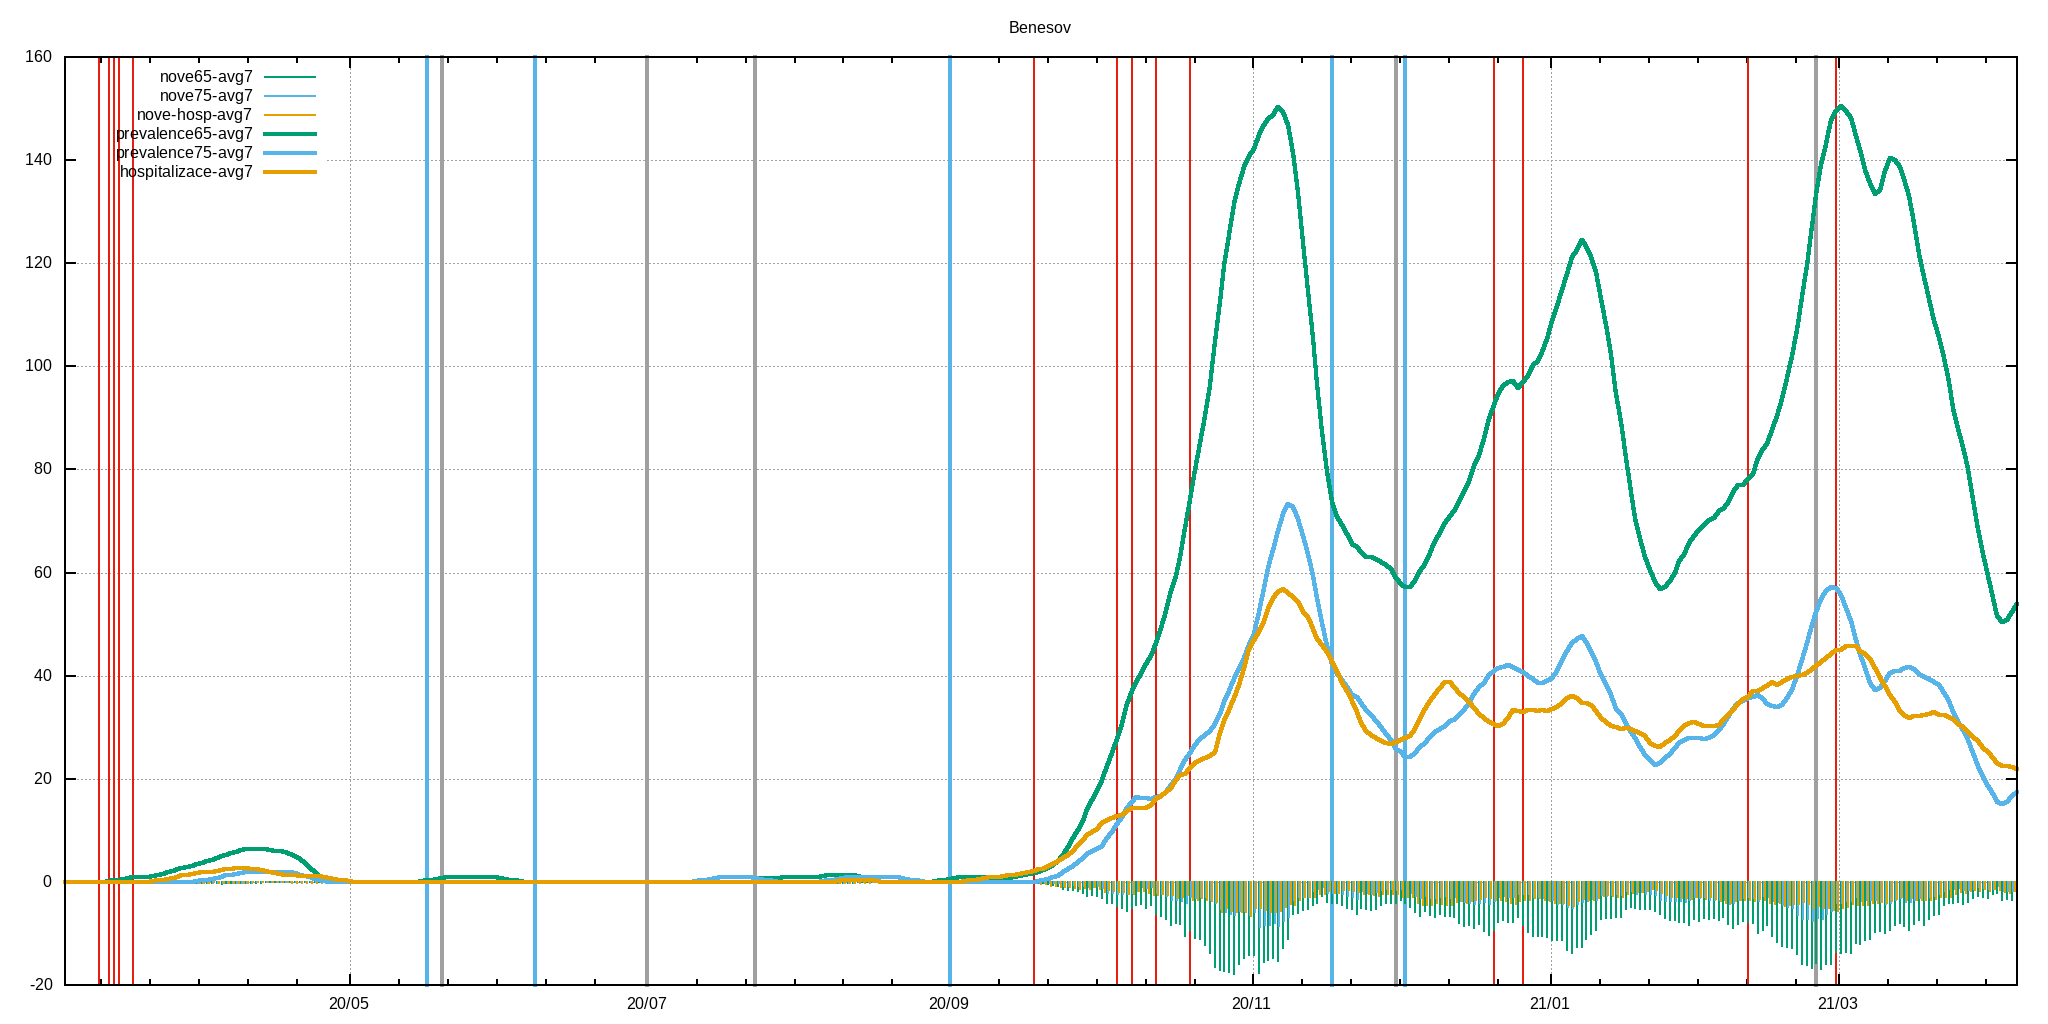 Benesov
160
140
120
100
80
60
40
20
0
-20
nove65-avg7
nove75-avg7
nove-hosp-avg7
prevalence65-avg7
prevalence75-avg7
hospitalizace-avg7
20/05
20/07
20/09
20/11
21/01
21/03